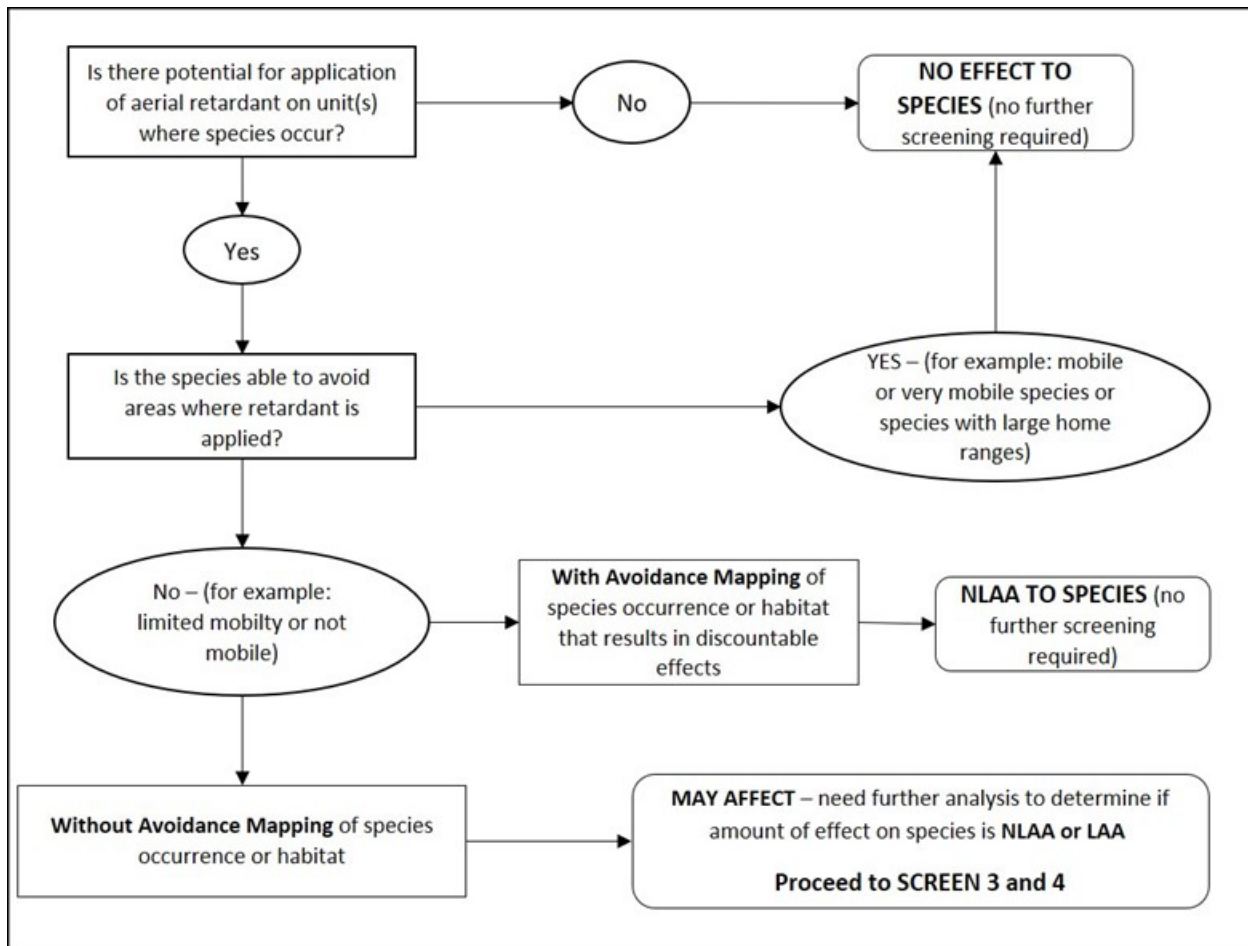 Is there potential for application
of aerial retardant on unit(s)
where species occur?
No
NO EFFECT TO
SPECIES (no further
screening required)
Yes
Is the species able to avoid
areas where retardant is
applied?
YES – (for example: mobile
or very mobile species or
species with large home
ranges)
No – (for example:
limited mobilty or not
mobile)
With Avoidance Mapping of
species occurrence or habitat
that results in discountable
effects
NLAA TO SPECIES (no
further screening
required)
Without Avoidance Mapping of species
occurrence or habitat
MAY AFFECT – need further analysis to determine if
amount of effect on species is NLAA or LAA
Proceed to SCREEN 3 and 4